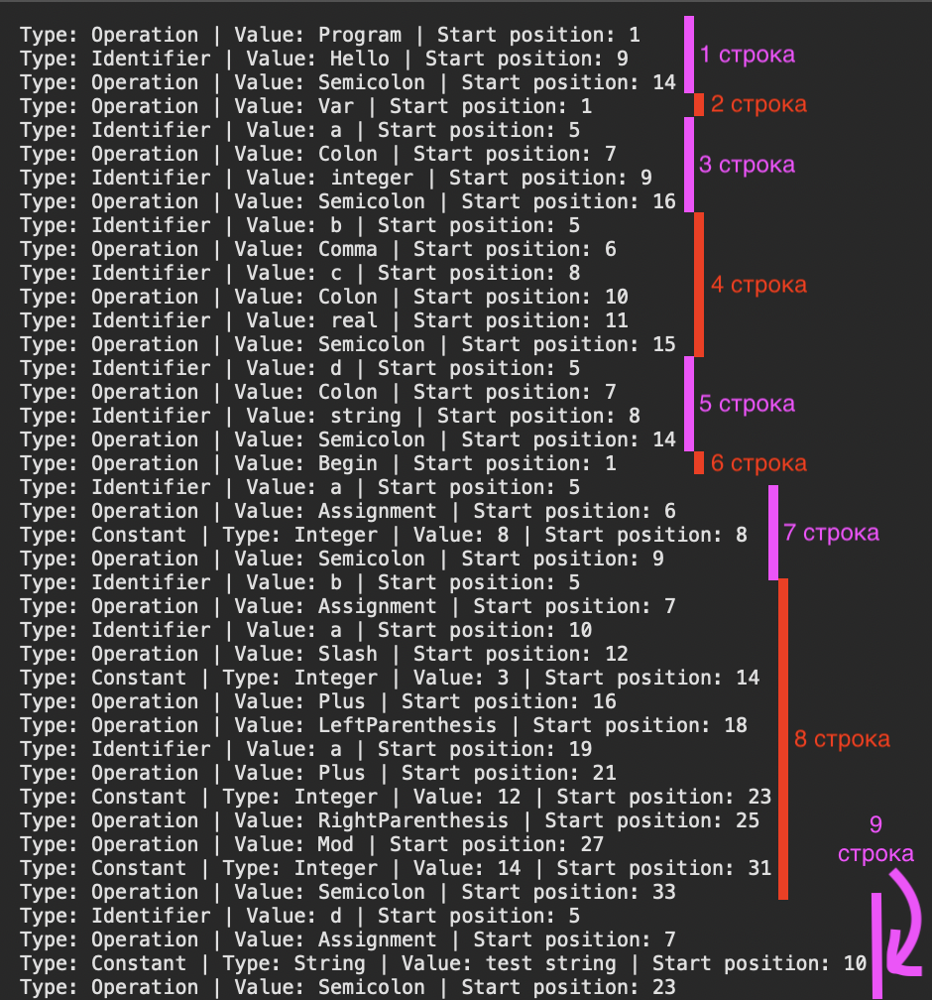 Type: Operation | Value: Program | Start position: 1
Type: Identifier | Value: Hello | Start position: 9
1 строка
Type: Operation | Value: Semicolon | Start position: 14
Type: Operation | Value: Var | Start position: 1
2 строка
Type: Identifier | Value: a | Start position: 5
Type: Operation | Value: Colon | Start position: 7
3 строка
Type: Identifier | Value: integer | Start position: 9
Type: Operation | Value: Semicolon | Start position: 16
Type: Identifier | Value: b | Start position: 5
Type: Operation | Value: Comma | Start position: 6
Type: Identifier | Value: c | Start position: 8
4 строка
Type: Operation | Value: Colon | Start position: 10
Type: Identifier | Value: real | Start position: 11
Type: Operation | Value: Semicolon | Start position: 15
Type: Identifier | Value: d | Start position: 5
Type: Operation | Value: Colon | Start position: 7
5 строка
Type: Identifier | Value: string | Start position: 8
Type: Operation | Value: Semicolon | Start position: 14
Type: Operation | Value: Begin | Start position: 1
6 строка
Type: Identifier | Value: a | Start position: 5
Type: Operation | Value: Assignment | Start position: 6
Type: Constant | Type: Integer | Value: 8 | Start position: 8
7 строка
Type: Operation | Value: Semicolon | Start position: 9
Type: Identifier | Value: b | Start position: 5
Type: Operation | Value: Assignment | Start position: 7
Type: Identifier | Value: a | Start position: 10
Type: Operation | Value: Slash | Start position: 12
Type: Constant | Type: Integer | Value: 3 | Start position: 14
Type: Operation | Value: Plus | Start position: 16
Type: Operation | Value: LeftParenthesis | Start position: 18
8 строка
Type: Identifier | Value: a | Start position: 19
Type: Operation | Value: Plus | Start position: 21
Type: Constant | Type: Integer | Value: 12 | Start position: 23
Type: Operation | Value: RightParenthesis | Start position: 25
Type: Operation | Value: Mod | Start position: 27
Type: Constant | Type: Integer | Value: 14 | Start position: 31
Type: Operation | Value: Semicolon | Start position: 33
9
строка
Type: Identifier | Value: d | Start position: 5
Type: Operation | Value: Assignment | Start position: 7
Type: Constant | Type: String | Value: test string | Start position: 10
Type: Operation | Value: Semicolon | Start position: 23